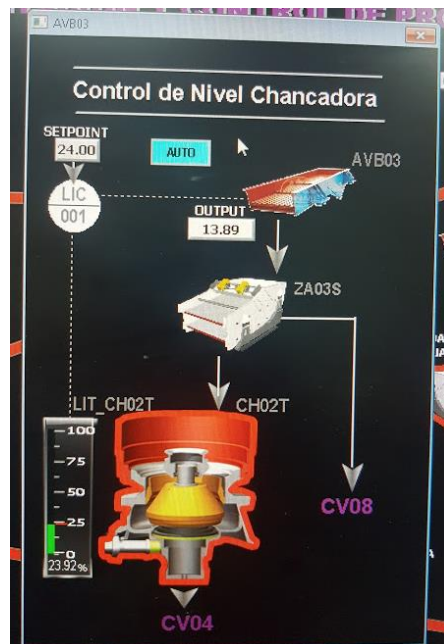 AVB03
Control de Nivel Chancadora
SETPOINT
24.00
AUTO
AVB03
LIC
001
OUTPUT
13.89
ZA03S
LIT_CH02T
CH02T
100
75
50
25
0
23.92%
CV08
CV04